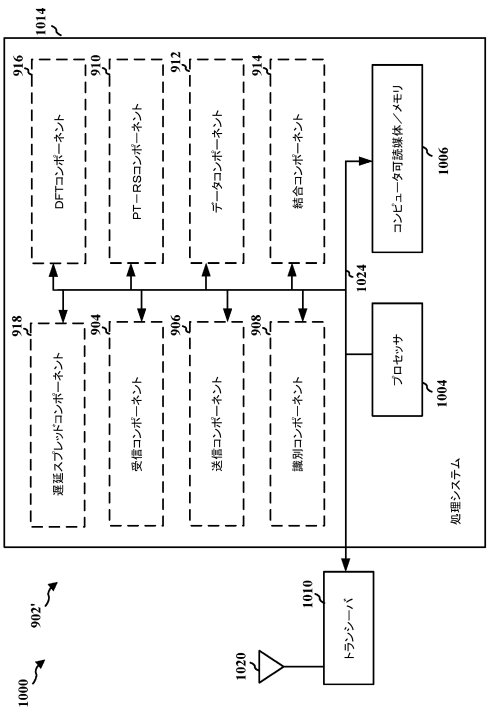 1000
902'
1014
918
遅延スプレッドコンポーネント
904
受信コンポーネント
906
送信コンポーネント
908
識別コンポーネント
916
DFTコンポーネント
910
PT-RSコンポーネント
912
データコンポーネント
914
結合コンポーネント
1024
プロセッサ
1004
コンピュータ可読媒体／メモリ
1006
処理システム
1020
トランシーバ
1010